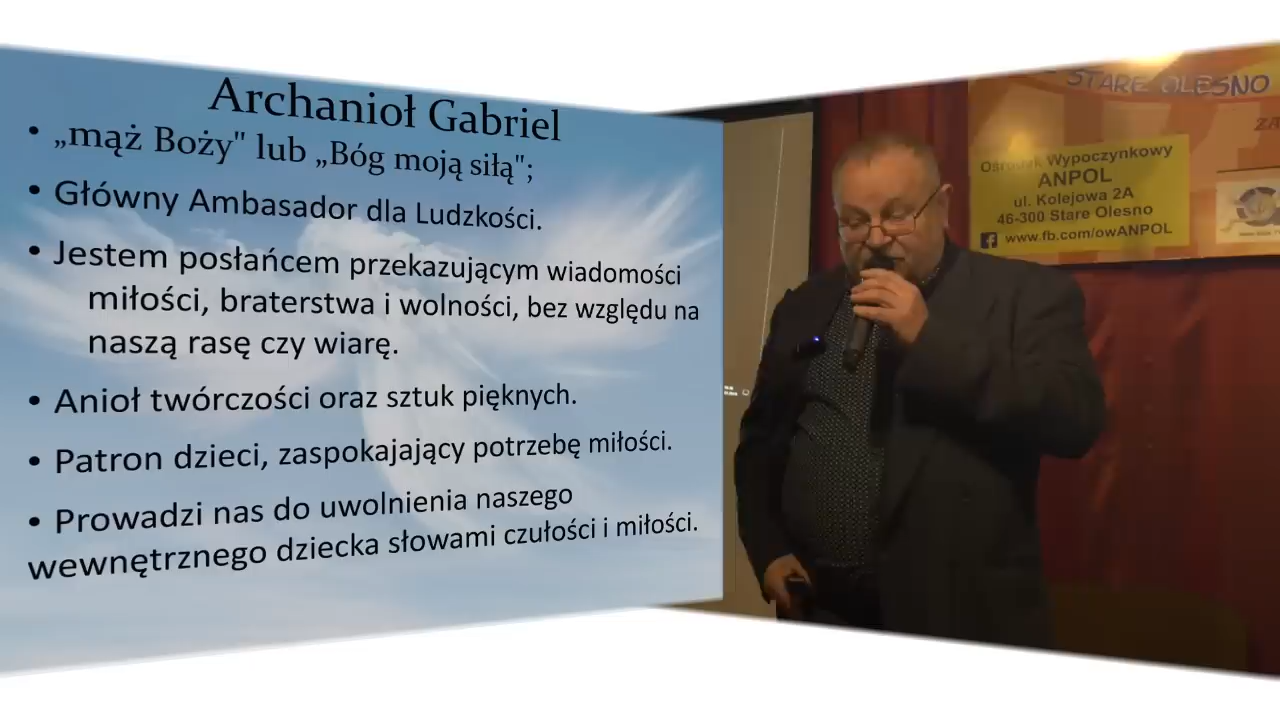 Archanioł Gabriel
• „mąż Boży" lub „Bóg moją siłą";
• Główny Ambasador dla Ludzkości.
• Jestem posłańcem przekazującym wiadomości
miłości, braterstwa i wolności, bez względu na
naszą rasę czy wiarę.
• Anioł twórczości oraz sztuk pięknych.
• Patron dzieci, zaspokajający potrzebę miłości.
• Prowadzi nas do uwolnienia naszego
wewnętrznego dziecka słowami czułości i miłości.
STARE OLESNO
ZA
Ośrodek Wypoczynkowy
ANPOL
ul. Kolejowa 2A
46-300 Stare Olesno
www.fb.com/owANPOL